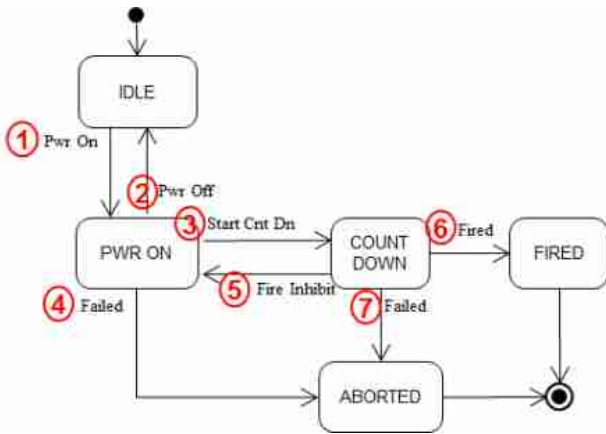 IDLE
1 Pwr On
2 Pwr Off
3 Start Cnt Dn
6 Fired
PWR ON
COUNT
DOWN
FIRED
5 Fire Inhibit
4 Failed
7 Failed
ABORTED